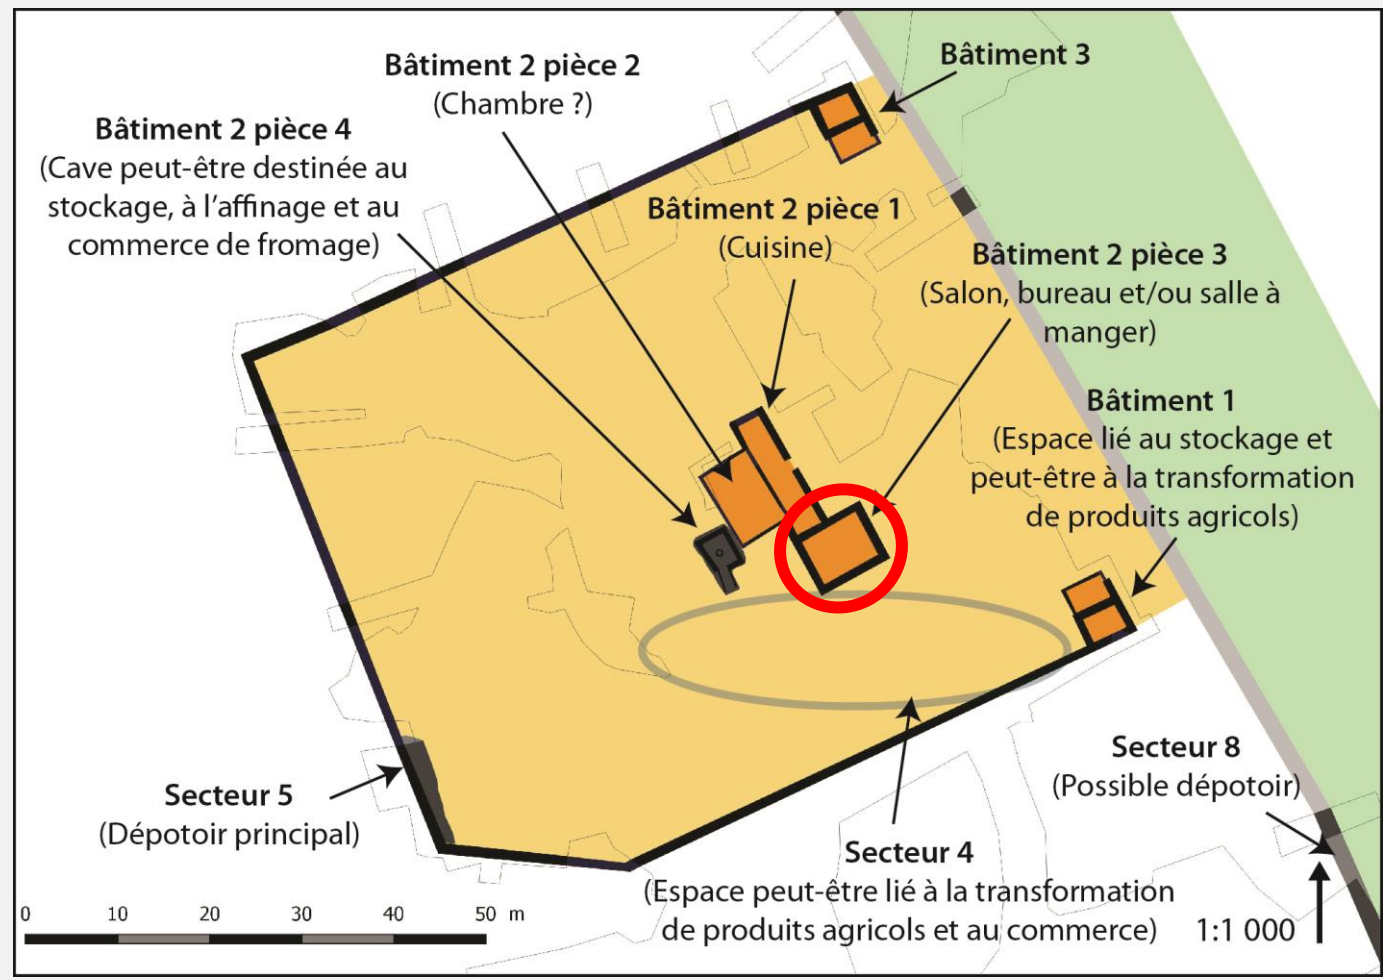 Bâtiment 3
Bâtiment 2 pièce 2
(Chambre ?)
Bâtiment 2 pièce 4
(Cave peut-être destinée au
stockage, à l’affinage et au
commerce de fromage)
Bâtiment 2 pièce 1
(Cuisine)
Bâtiment 2 pièce 3
(Salon, bureau et/ou salle à
manger)
Bâtiment 1
(Espace lié au stockage et
peut-être à la transformation
de produits agricols)
Secteur 8
(Possible dépotoir)
Secteur 5
(Dépotoir principal)
Secteur 4
(Espace peut-être lié à la transformation
de produits agricols et au commerce)
0 10 20 30 40 50 m
1:1 000